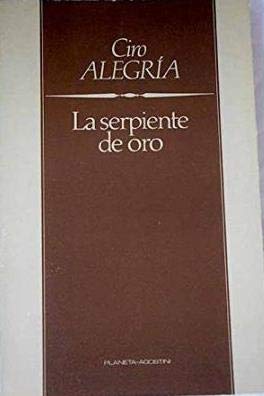 Ciro
ALEGRÍA
La serpiente
de oro
PLANETA-AGOSTINI